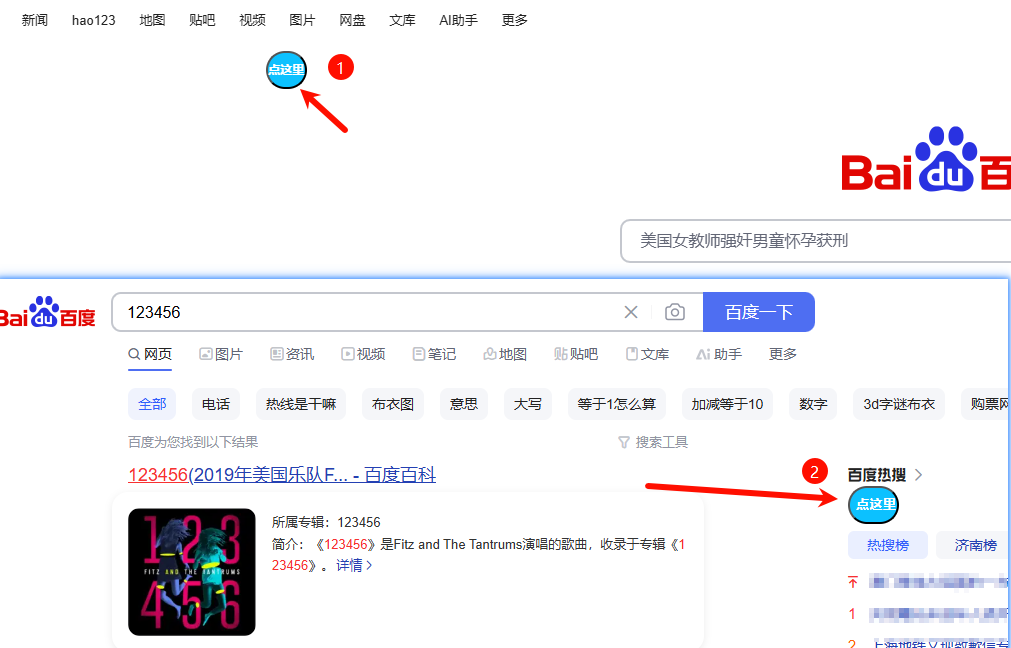 新闻 hao123 地图 贴吧 视频 图片 网盘 文库 AI助手 更多
点这里 1
Bai du 百
美国女教师强奸男童怀孕获刑
Bai du 百度 123456 百度一下
网页 图片 资讯 视频 笔记 地图 贴吧 文库 Ai 助手 更多
全部 电话 热线是干嘛 布衣图 意思 大写 等于1怎么算 加减等于10 数字 3d字谜布衣 购票网
百度为您找到以下结果 搜索工具
123456(2019年美国乐队F... - 百度百科
2 百度热搜
点这里
123
FITZ AND THE TANTRUMS
456
所属专辑：123456
简介：《123456》是Fitz and The Tantrums演唱的歌曲，收录于专辑《1
23456》。 详情
热搜榜 济南榜
1
2